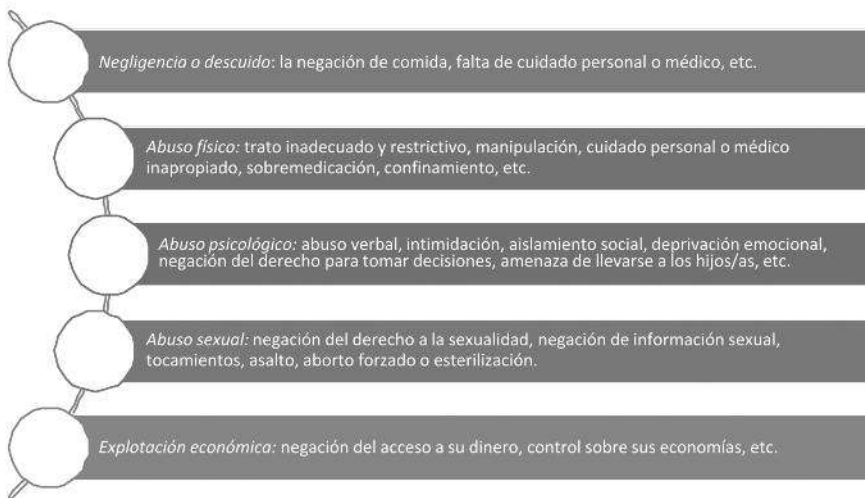 Negligencia o descuido: la negación de comida, falta de cuidado personal o médico, etc.
Abuso físico: trato inadecuado y restrictivo, manipulación, cuidado personal o médico
inapropiado, sobremedicación, confinamiento, etc.
Abuso psicológico: abuso verbal, intimidación, aislamiento social, deprivación emocional,
negación del derecho para tomar decisiones, amenaza de llevarse a los hijos/as, etc.
Abuso sexual: negación del derecho a la sexualidad, negación de información sexual,
tocamientos, asalto, aborto forzado o esterilización.
Explotación económica: negación del acceso a su dinero, control sobre sus economías, etc.